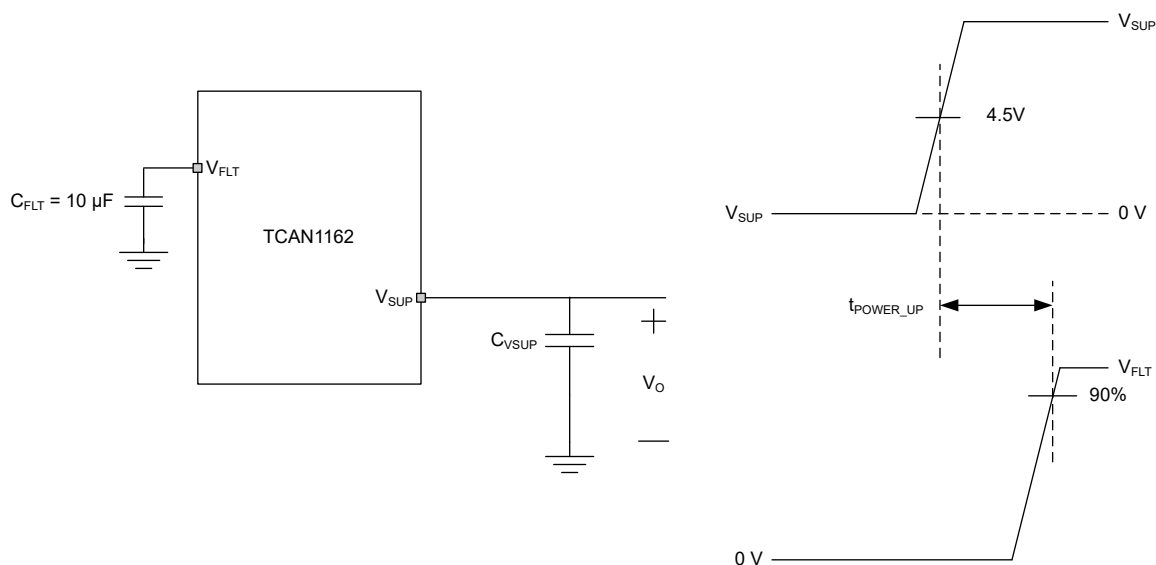 V_SUP
4.5V
V_FLT
C_FLT = 10 µF
TCAN1162
V_SUP
V_SUP
0 V
t_POWER_UP
C_VSUP
+
V_O
—
V_FLT
90%
0 V